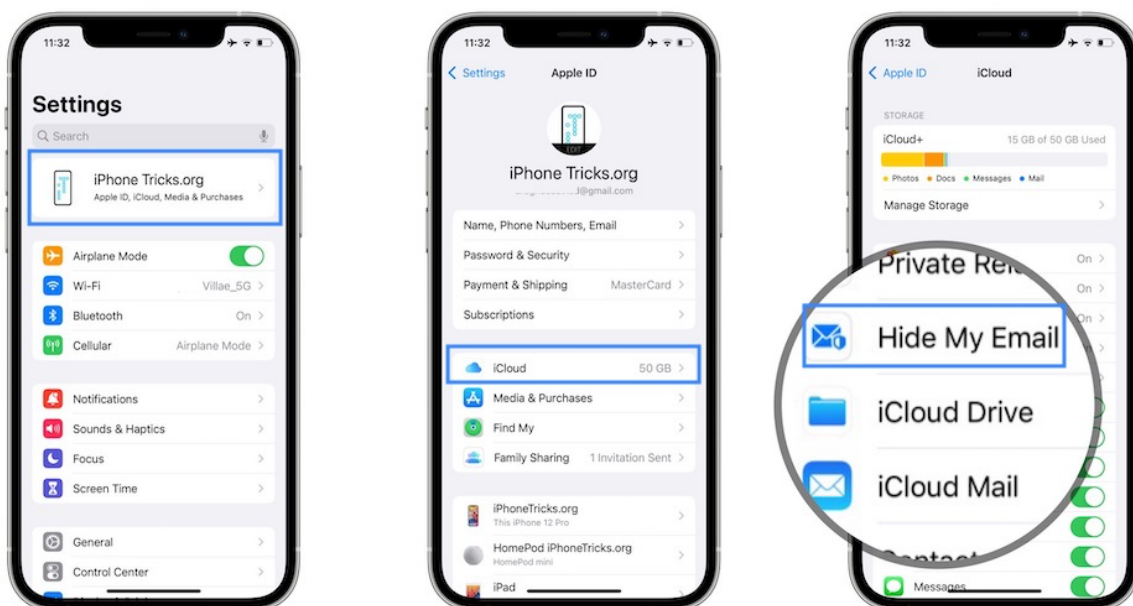 11:32
Settings
Search
iPhone Tricks.org
Apple ID, iCloud, Media & Purchases
Airplane Mode
Wi-Fi Villae_5G
Bluetooth On
Cellular Airplane Mode
Notifications
Sounds & Haptics
Focus
Screen Time
General
Control Center
11:32
Settings Apple ID
EDIT
iPhone Tricks.org
@gmail.com
Name, Phone Numbers, Email
Password & Security
Payment & Shipping MasterCard
Subscriptions
iCloud 50 GB
Media & Purchases
Find My
Family Sharing 1 Invitation Sent
iPhoneTricks.org
This iPhone 12 Pro
HomePod iPhoneTricks.org
HomePod mini
iPad
11:32
Apple ID iCloud
STORAGE
iCloud+ 15 GB of 50 GB Used
Photos Docs Messages Mail
Manage Storage
Private On
On
Hide My Email On
iCloud Drive
iCloud Mail
Messages